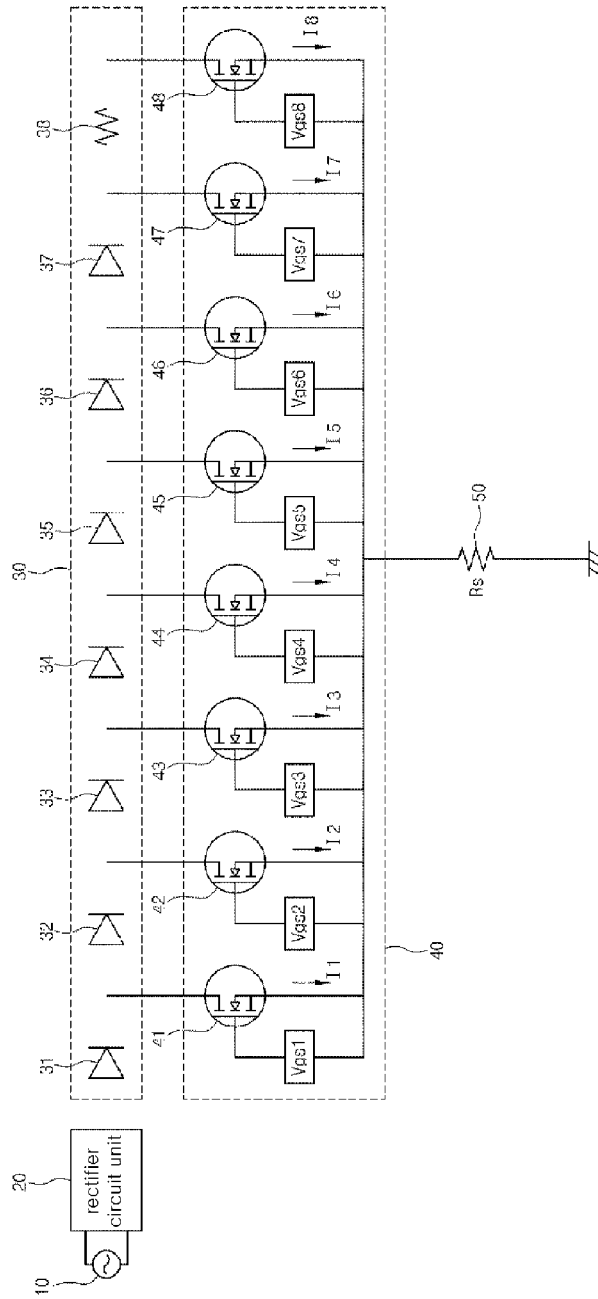 10
20
rectifier
circuit unit
30
31
32
33
34
35
36
37
38
41
42
43
44
45
46
47
48
Vgs1
Vgs2
Vgs3
Vgs4
Vgs5
Vgs6
Vgs7
Vgs8
I1
I2
I3
I4
I5
I6
I7
I8
40
Rs
50